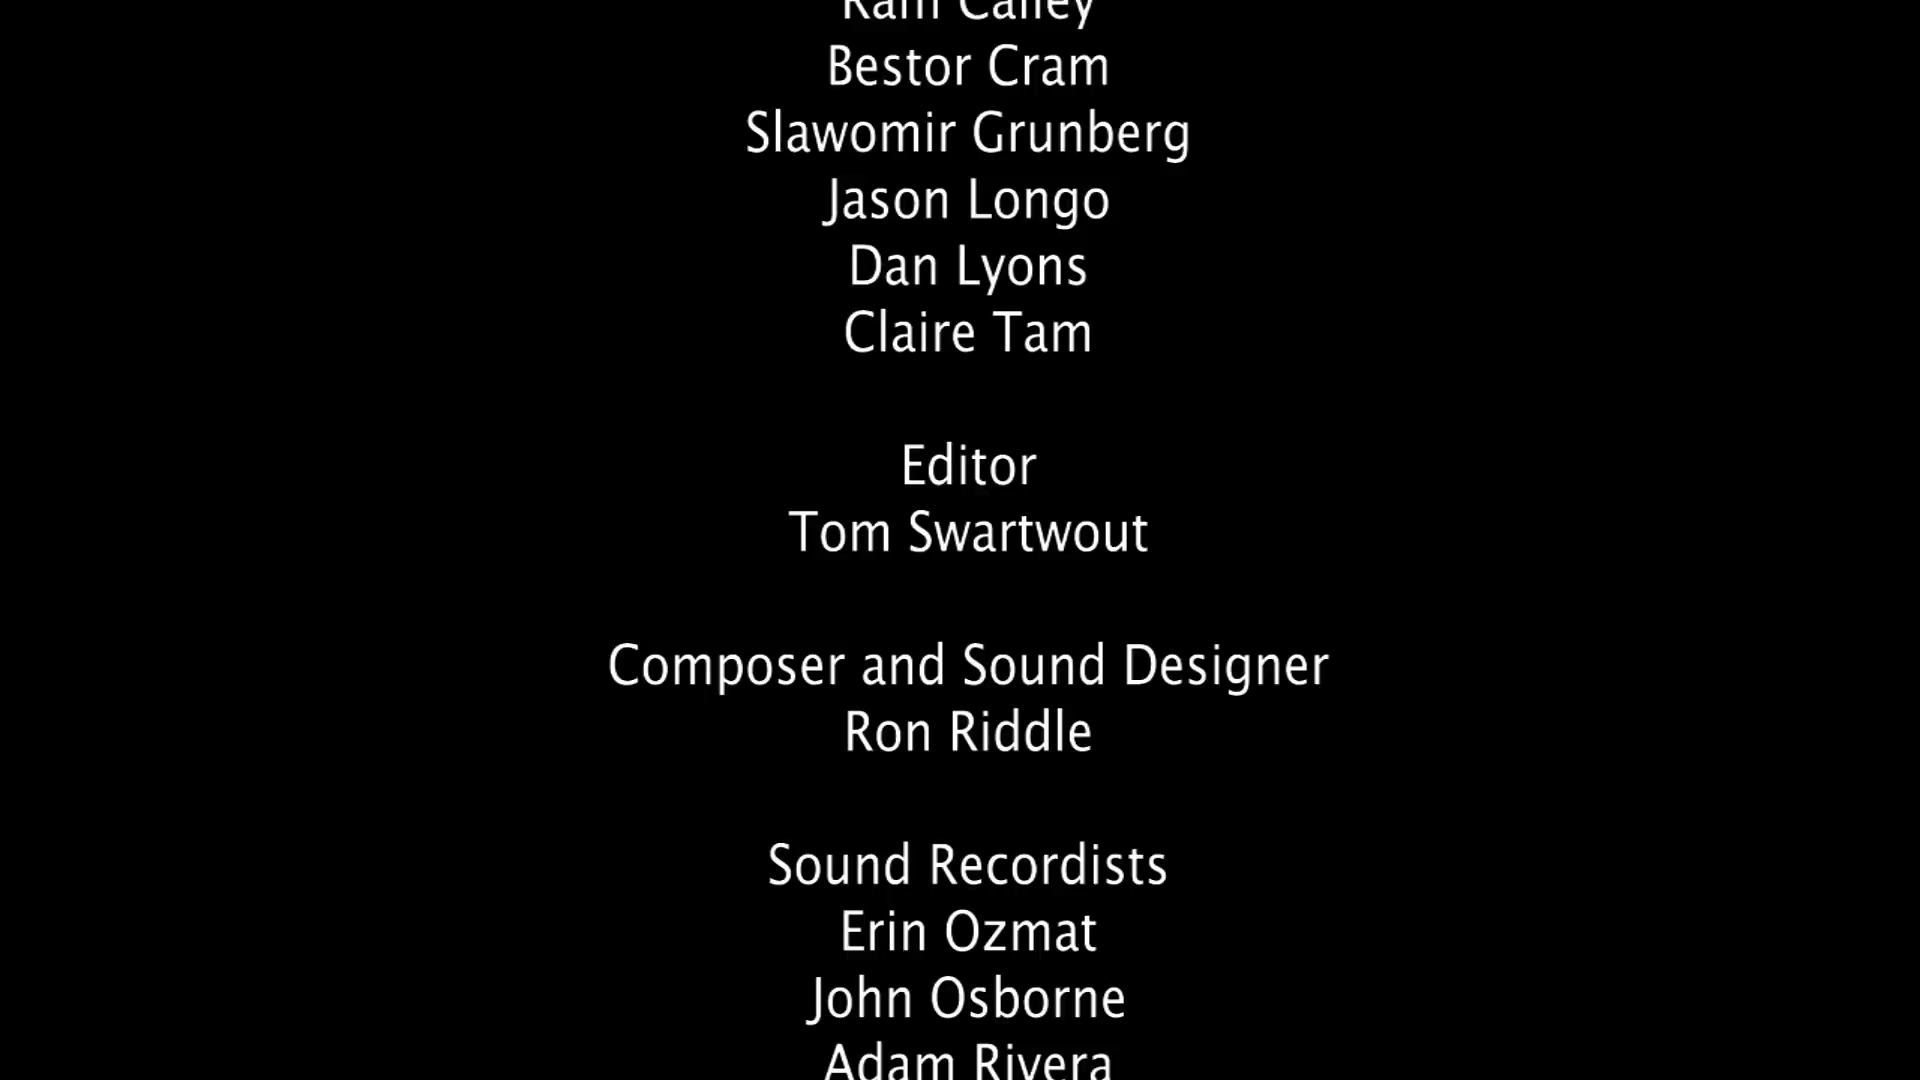 Bestor Cram
Slawomir Grunberg
Jason Longo
Dan Lyons
Claire Tam
Editor
Tom Swartwout
Composer and Sound Designer
Ron Riddle
Sound Recordists
Erin Ozmat
John Osborne
Adam Rivera